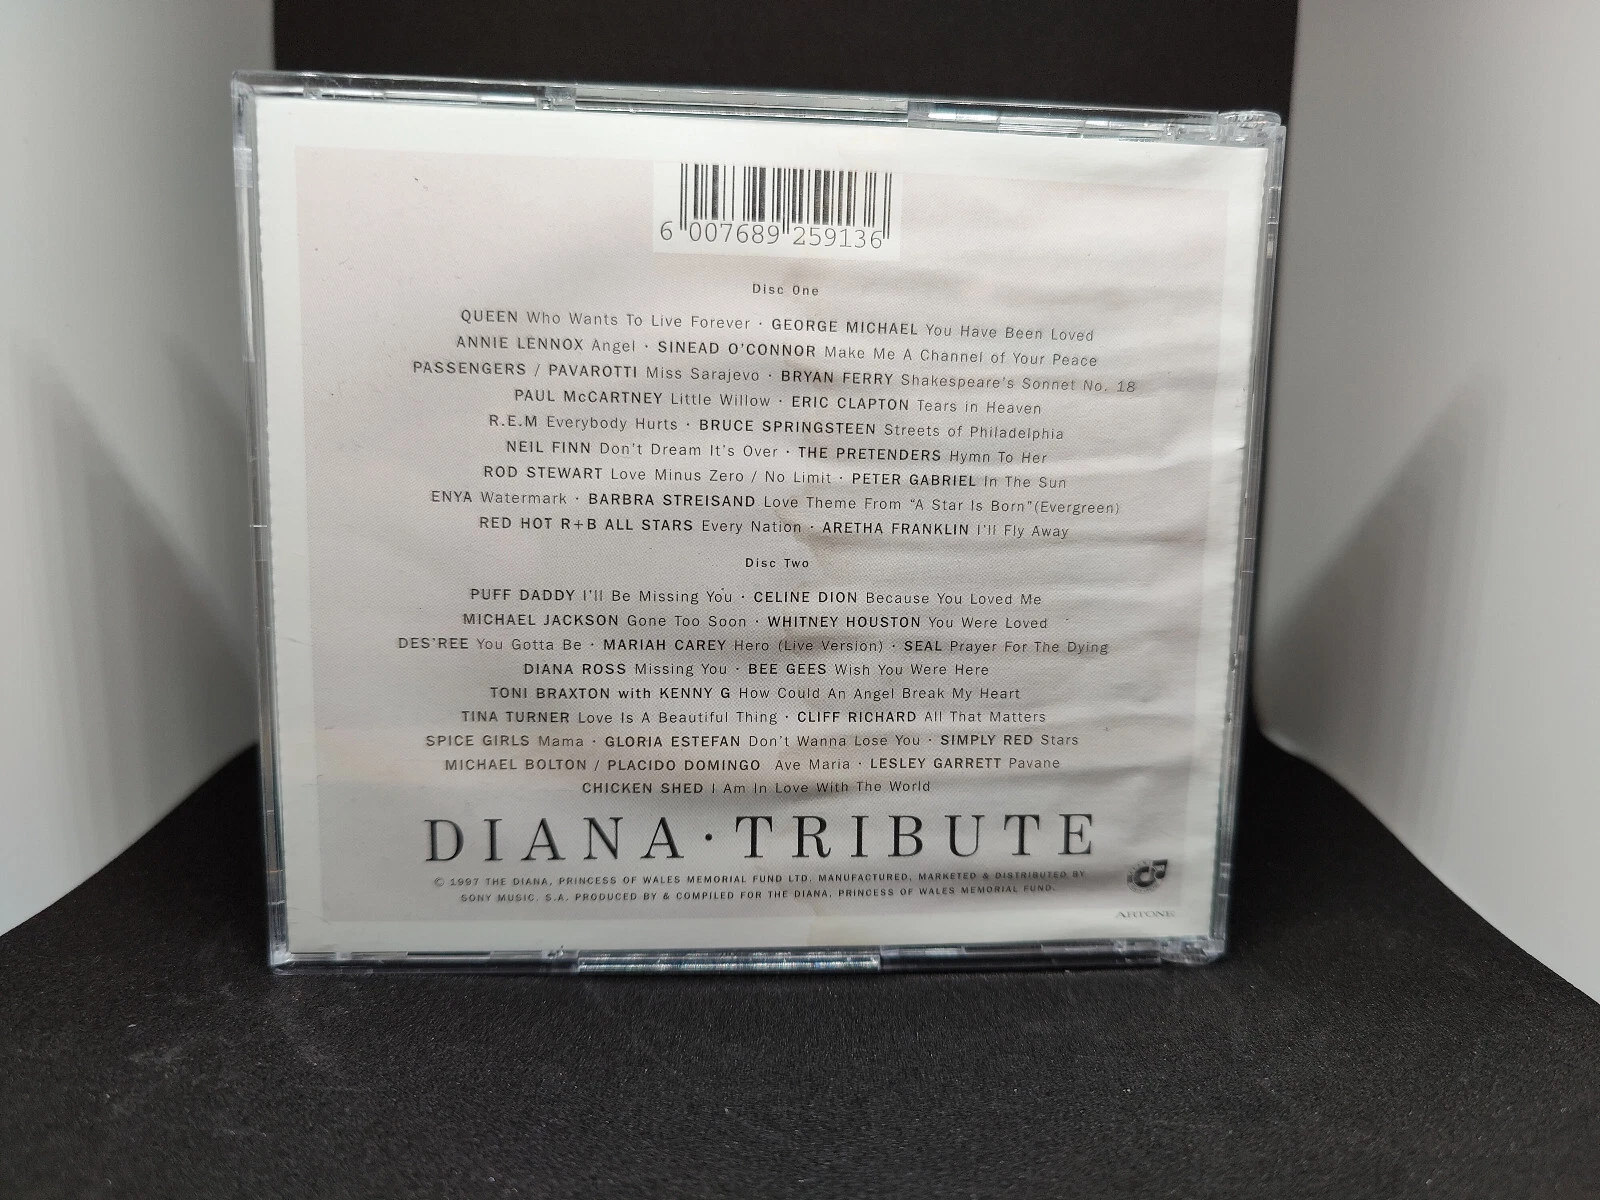 6 007689 259136
Disc One
QUEEN Who Wants To Live Forever · GEORGE MICHAEL You Have Been Loved
ANNIE LENNOX Angel · SINEAD O'CONNOR Make Me A Channel of Your Peace
PASSENGERS / PAVAROTTI Miss Sarajevo · BRYAN FERRY Shakespeare's Sonnet No. 18
PAUL McCARTNEY Little Willow · ERIC CLAPTON Tears in Heaven
R.E.M Everybody Hurts · BRUCE SPRINGSTEEN Streets of Philadelphia
NEIL FINN Don't Dream It's Over · THE PRETENDERS Hymn To Her
ROD STEWART Love Minus Zero / No Limit · PETER GABRIEL In The Sun
ENYA Watermark · BARBRA STREISAND Love Theme From "A Star Is Born"(Evergreen)
RED HOT R+B ALL STARS Every Nation · ARETHA FRANKLIN I'll Fly Away
Disc Two
PUFF DADDY I'll Be Missing You · CELINE DION Because You Loved Me
MICHAEL JACKSON Gone Too Soon · WHITNEY HOUSTON You Were Loved
DES'REE You Gotta Be · MARIAH CAREY Hero (Live Version) · SEAL Prayer For The Dying
DIANA ROSS Missing You · BEE GEES Wish You Were Here
TONI BRAXTON with KENNY G How Could An Angel Break My Heart
TINA TURNER Love Is A Beautiful Thing · CLIFF RICHARD All That Matters
SPICE GIRLS Mama · GLORIA ESTEFAN Don't Wanna Lose You · SIMPLY RED Stars
MICHAEL BOLTON / PLACIDO DOMINGO Ave Maria · LESLEY GARRETT Pavane
CHICKEN SHED I Am In Love With The World
DIANA · TRIBUTE
© 1997 THE DIANA, PRINCESS OF WALES MEMORIAL FUND LTD. MANUFACTURED, MARKETED & DISTRIBUTED BY
SONY MUSIC. S.A. PRODUCED BY & COMPILED FOR THE DIANA, PRINCESS OF WALES MEMORIAL FUND.
ARTONE